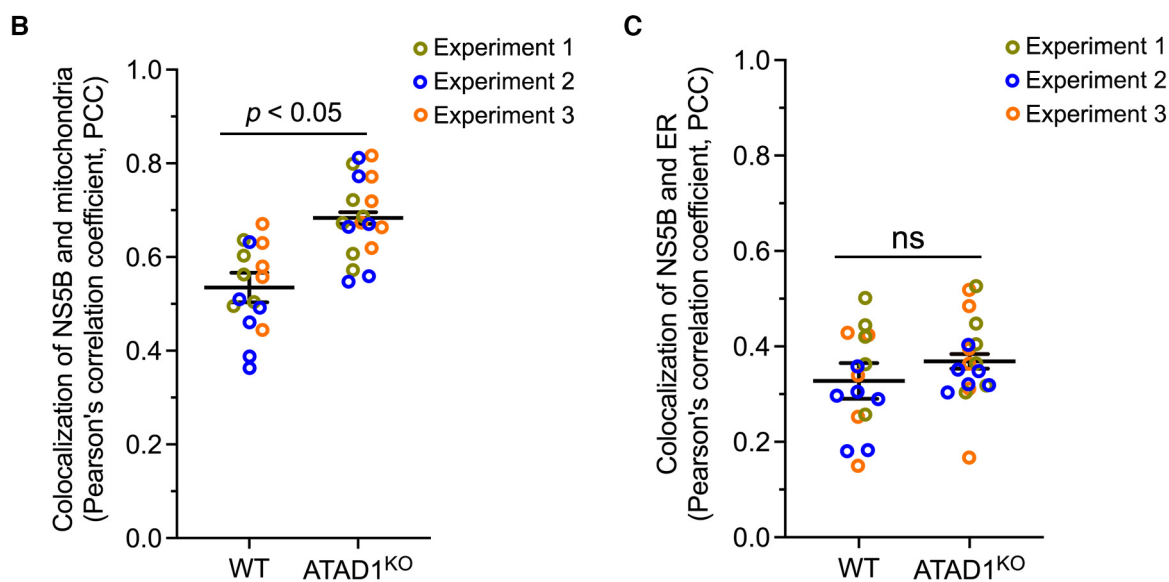 B
Experiment 1
Experiment 2
Experiment 3
Colocalization of NS5B and mitochondria
(Pearson's correlation coefficient, PCC)
1.0
0.8
0.6
0.4
0.2
0.0
p < 0.05
WT
ATAD1KO
C
Experiment 1
Experiment 2
Experiment 3
Colocalization of NS5B and ER
(Pearson's correlation coefficient, PCC)
1.0
0.8
0.6
0.4
0.2
0.0
ns
WT
ATAD1KO